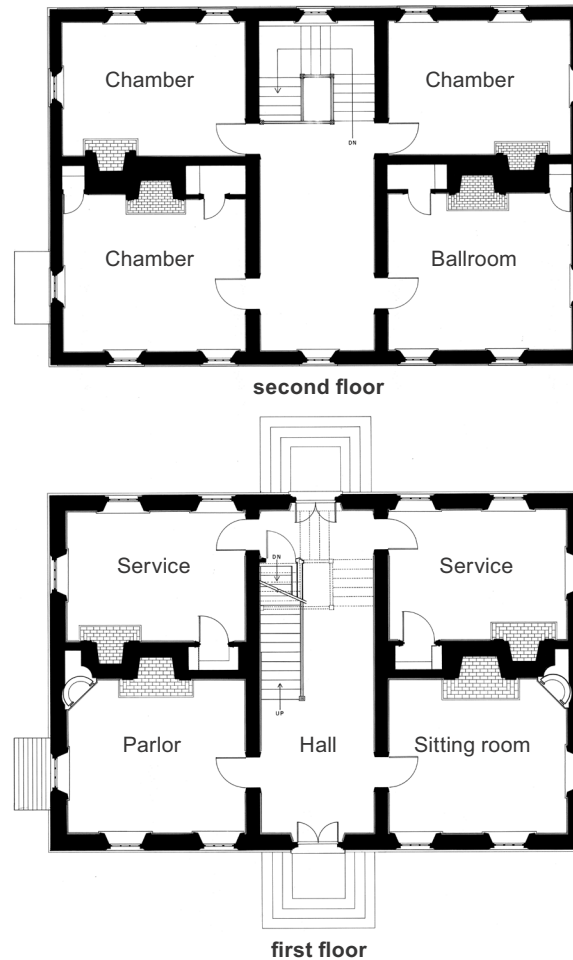 Chamber
Chamber
DN
Chamber
Ballroom
second floor
DN
Service
Service
UP
Parlor
Hall
Sitting room
first floor